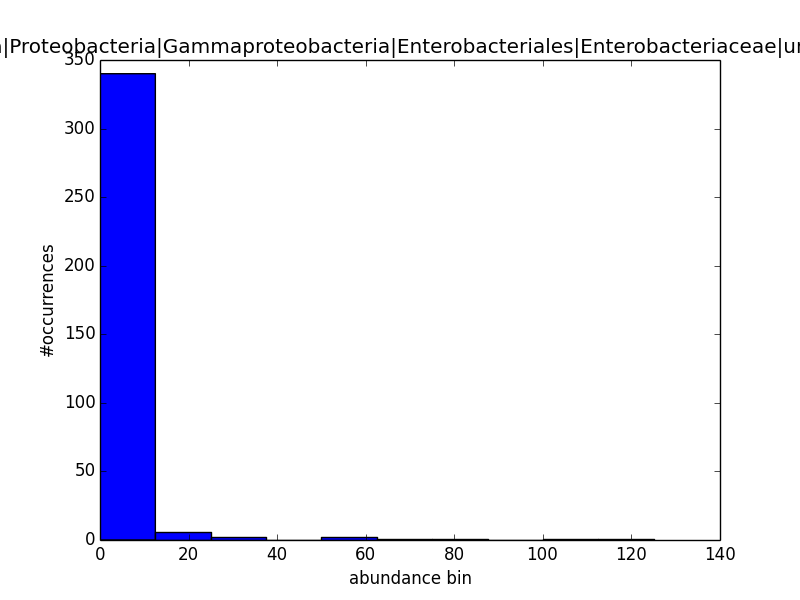 |Proteobacteria|Gammaproteobacteria|Enterobacteriales|Enterobacteriaceae|
350
300
250
200
150
100
50
0
#occurrences
0 20 40 60 80 100 120 140
abundance bin